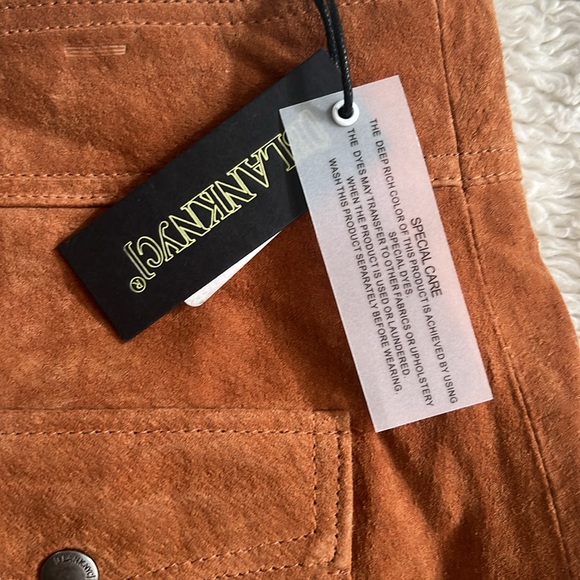 [BLANKNYC]®
SPECIAL CARE
THE DEEP RICH COLOR OF THIS PRODUCT IS ACHIEVED BY USING
SPECIAL DYES.
THE DYES MAY TRANSFER TO OTHER FABRICS OR UPHOLSTERY
WHEN THE PRODUCT IS USED OR LAUNDERED.
WASH THIS PRODUCT SEPARATELY BEFORE WEARING.